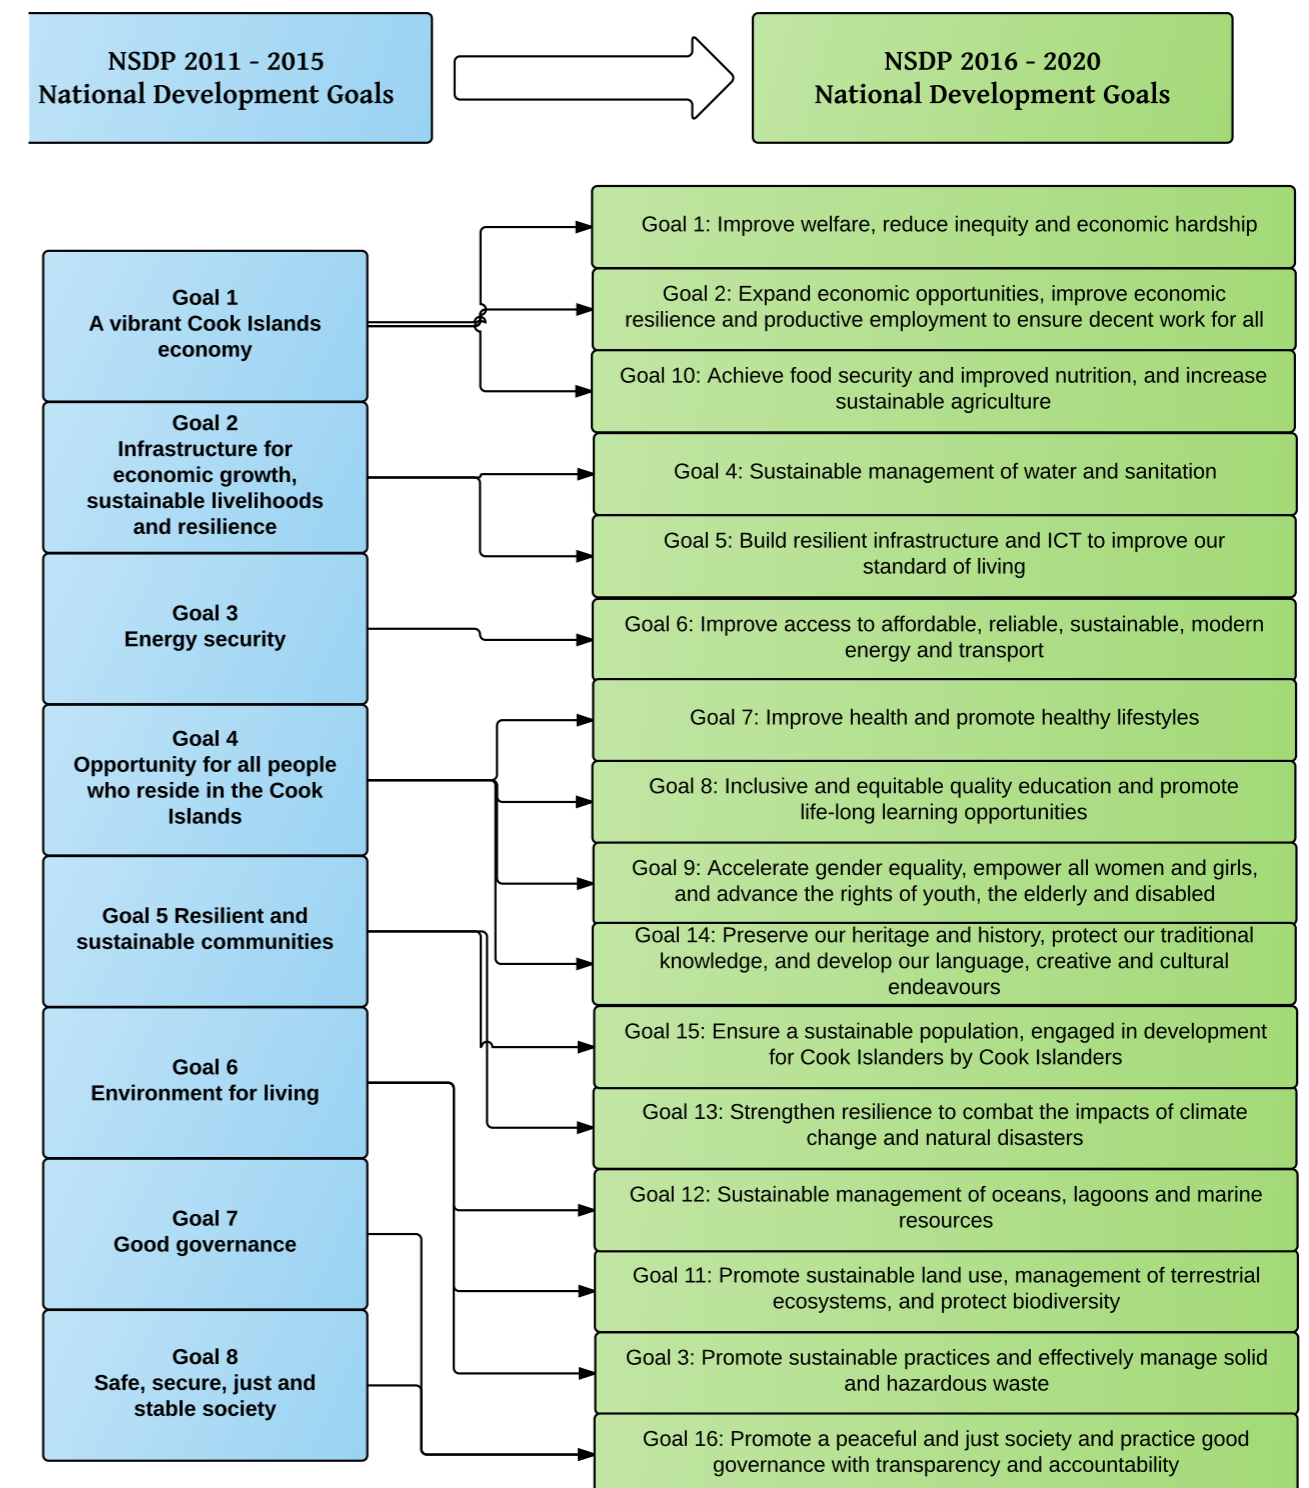 NSDP 2011 - 2015
National Development Goals
NSDP 2016 - 2020
National Development Goals
Goal 1
A vibrant Cook Islands
economy
Goal 2
Infrastructure for
economic growth,
sustainable livelihoods
and resilience
Goal 3
Energy security
Goal 4
Opportunity for all people
who reside in the Cook
Islands
Goal 5 Resilient and
sustainable communities
Goal 6
Environment for living
Goal 7
Good governance
Goal 8
Safe, secure, just and
stable society
Goal 1: Improve welfare, reduce inequity and economic hardship
Goal 2: Expand economic opportunities, improve economic
resilience and productive employment to ensure decent work for all
Goal 10: Achieve food security and improved nutrition, and increase
sustainable agriculture
Goal 4: Sustainable management of water and sanitation
Goal 5: Build resilient infrastructure and ICT to improve our
standard of living
Goal 6: Improve access to affordable, reliable, sustainable, modern
energy and transport
Goal 7: Improve health and promote healthy lifestyles
Goal 8: Inclusive and equitable quality education and promote
life-long learning opportunities
Goal 9: Accelerate gender equality, empower all women and girls,
and advance the rights of youth, the elderly and disabled
Goal 14: Preserve our heritage and history, protect our traditional
knowledge, and develop our language, creative and cultural
endeavours
Goal 15: Ensure a sustainable population, engaged in development
for Cook Islanders by Cook Islanders
Goal 13: Strengthen resilience to combat the impacts of climate
change and natural disasters
Goal 12: Sustainable management of oceans, lagoons and marine
resources
Goal 11: Promote sustainable land use, management of terrestrial
ecosystems, and protect biodiversity
Goal 3: Promote sustainable practices and effectively manage solid
and hazardous waste
Goal 16: Promote a peaceful and just society and practice good
governance with transparency and accountability